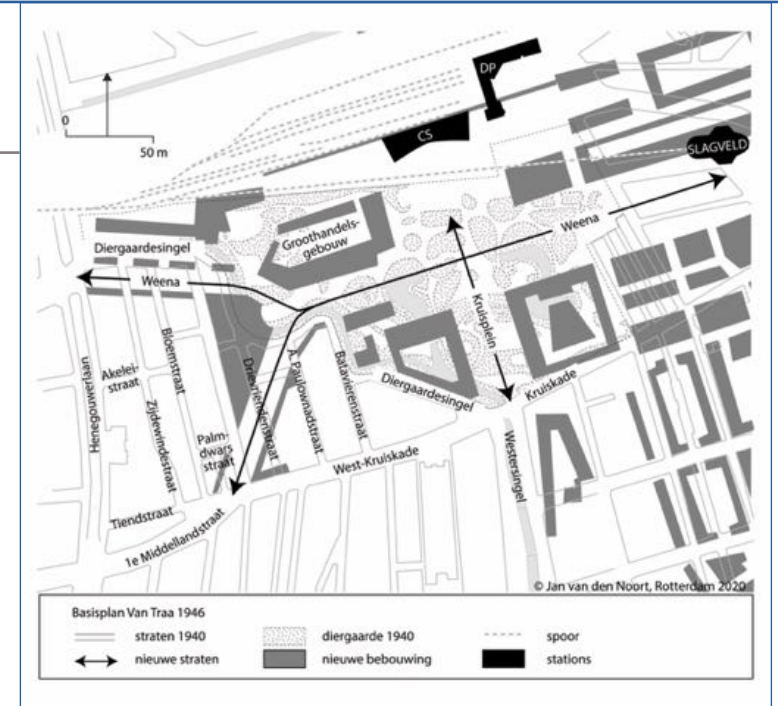 DP
0
CS
50 m
SLAGVELD
Diergaardesingel
Groothandels-
gebouw
Weena
Weena
Kruisplein
Henegouwerlaan
Akelei-
straat
Bloemstraat
Zijdewindestraat
Palm-
dwars
straat
Drievriendenstraat
A. Paulownastraat
Batavierenstraat
Diergaardesingel
Kruiskade
West-Kruiskade
Westersingel
Tiendstraat
1e Middellandstraat
© Jan van den Noort, Rotterdam 2020
Basisplan Van Traa 1946
straten 1940
diergaarde 1940
spoor
nieuwe straten
nieuwe bebouwing
stations